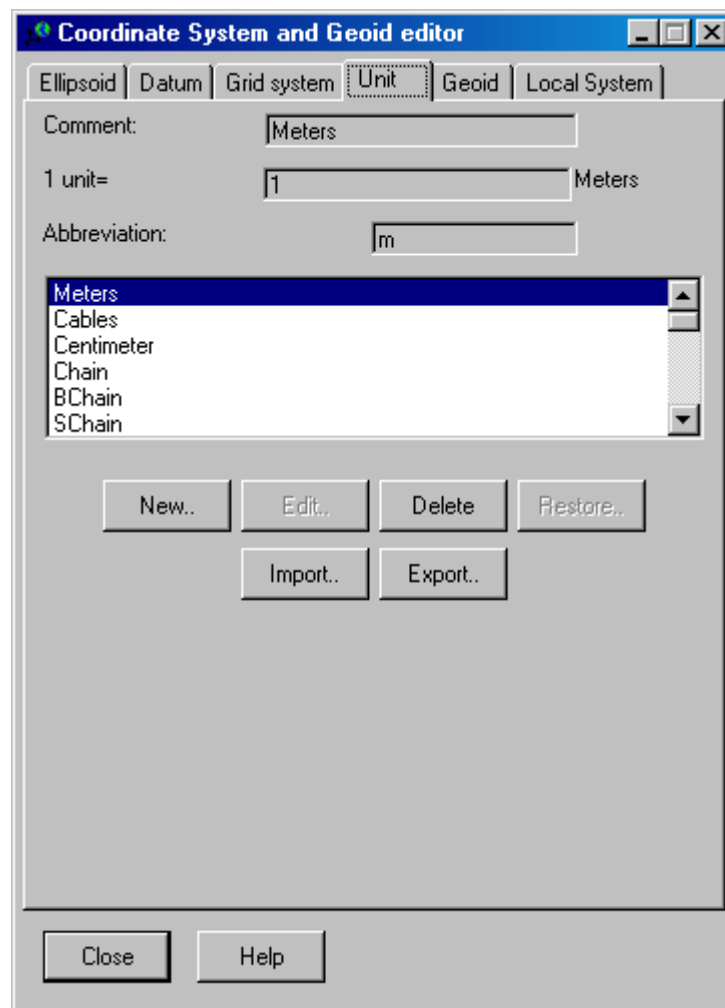 Coordinate System and Geoid editor
Ellipsoid Datum Grid system Unit Geoid Local System
Comment: Meters
1 unit= 1 Meters
Abbreviation: m
Meters
Cables
Centimeter
Chain
BChain
SChain
New.. Edit.. Delete Restore..
Import.. Export..
Close Help